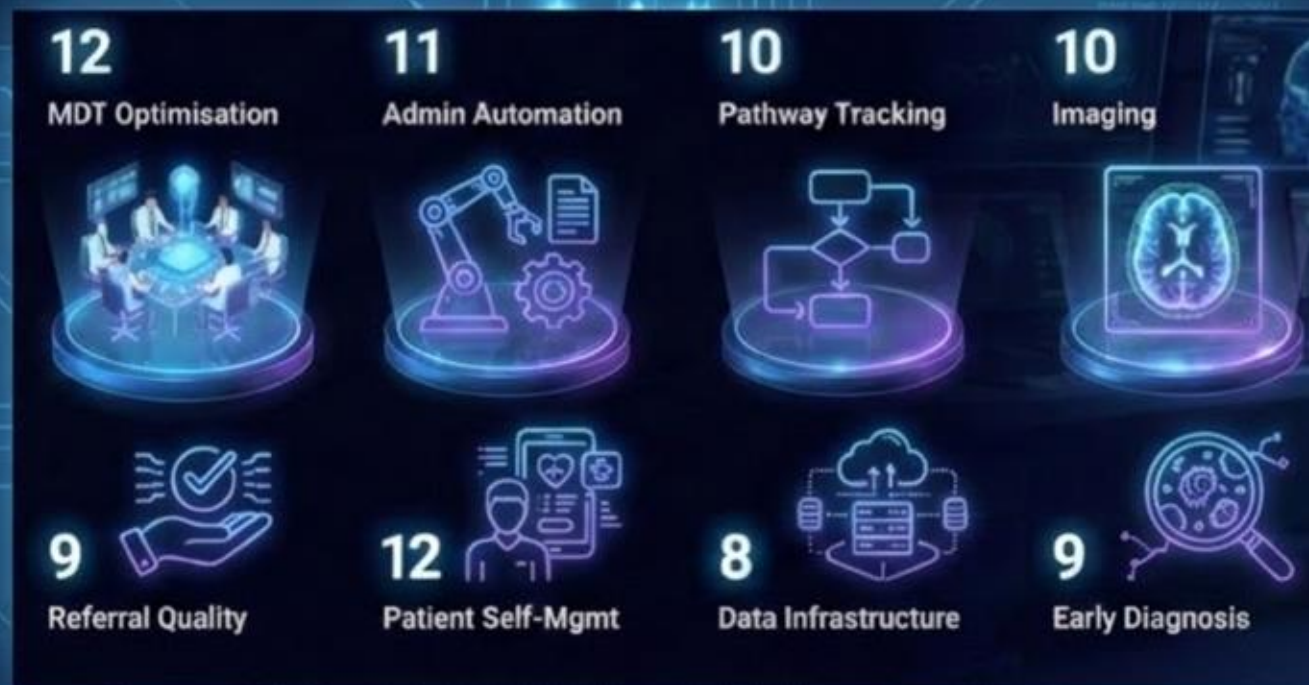 12
MDT Optimisation
11
Admin Automation
10
Pathway Tracking
10
Imaging
9
Referral Quality
12
Patient Self-Mgmt
8
Data Infrastructure
9
Early Diagnosis